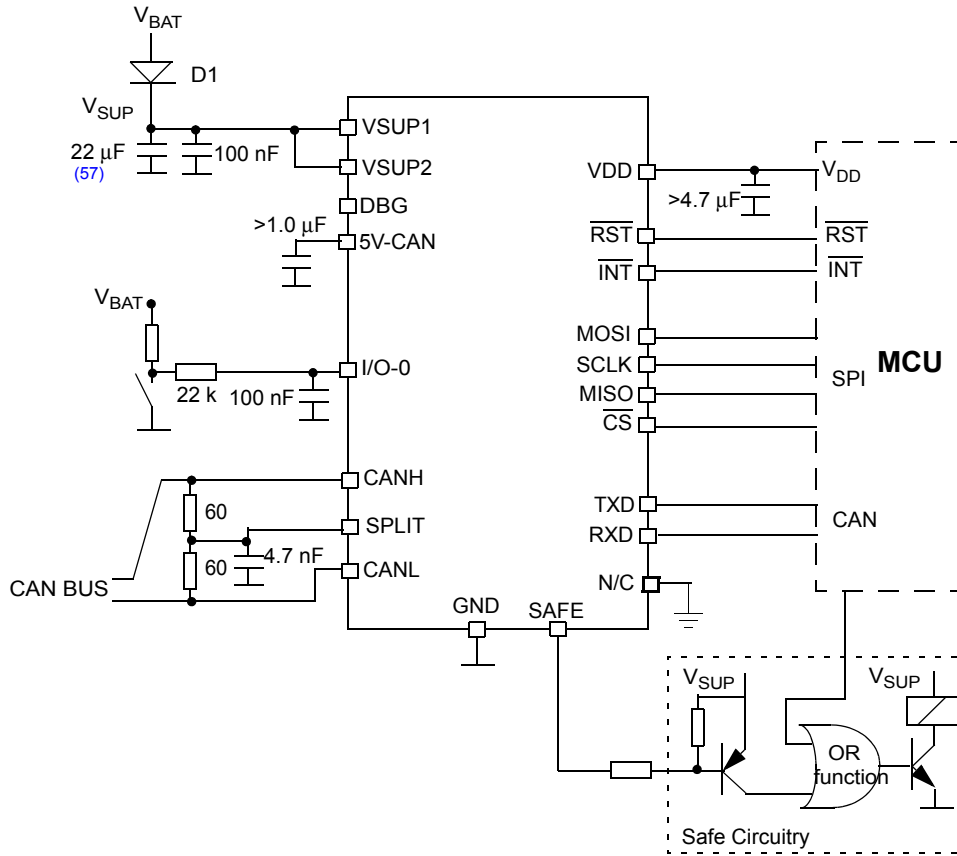 VBAT
D1
VSUP
22 μF
(57)
100 nF
VSUP1
VSUP2
DBG
>1.0 μF
5V-CAN
VBAT
22 k
100 nF
I/O-0
CANH
60
SPLIT
4.7 nF
60
CANL
CAN BUS
GND
SAFE
VDD
>4.7 μF
VDD
RST
RST
INT
INT
MOSI
SCLK
MISO
CS
SPI
MCU
TXD
RXD
CAN
N/C
VSUP
VSUP
OR
function
Safe Circuitry